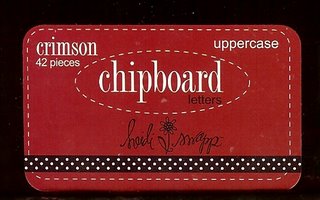 crimson
uppercase
42 pieces
chipboard
letters
heidi swapp